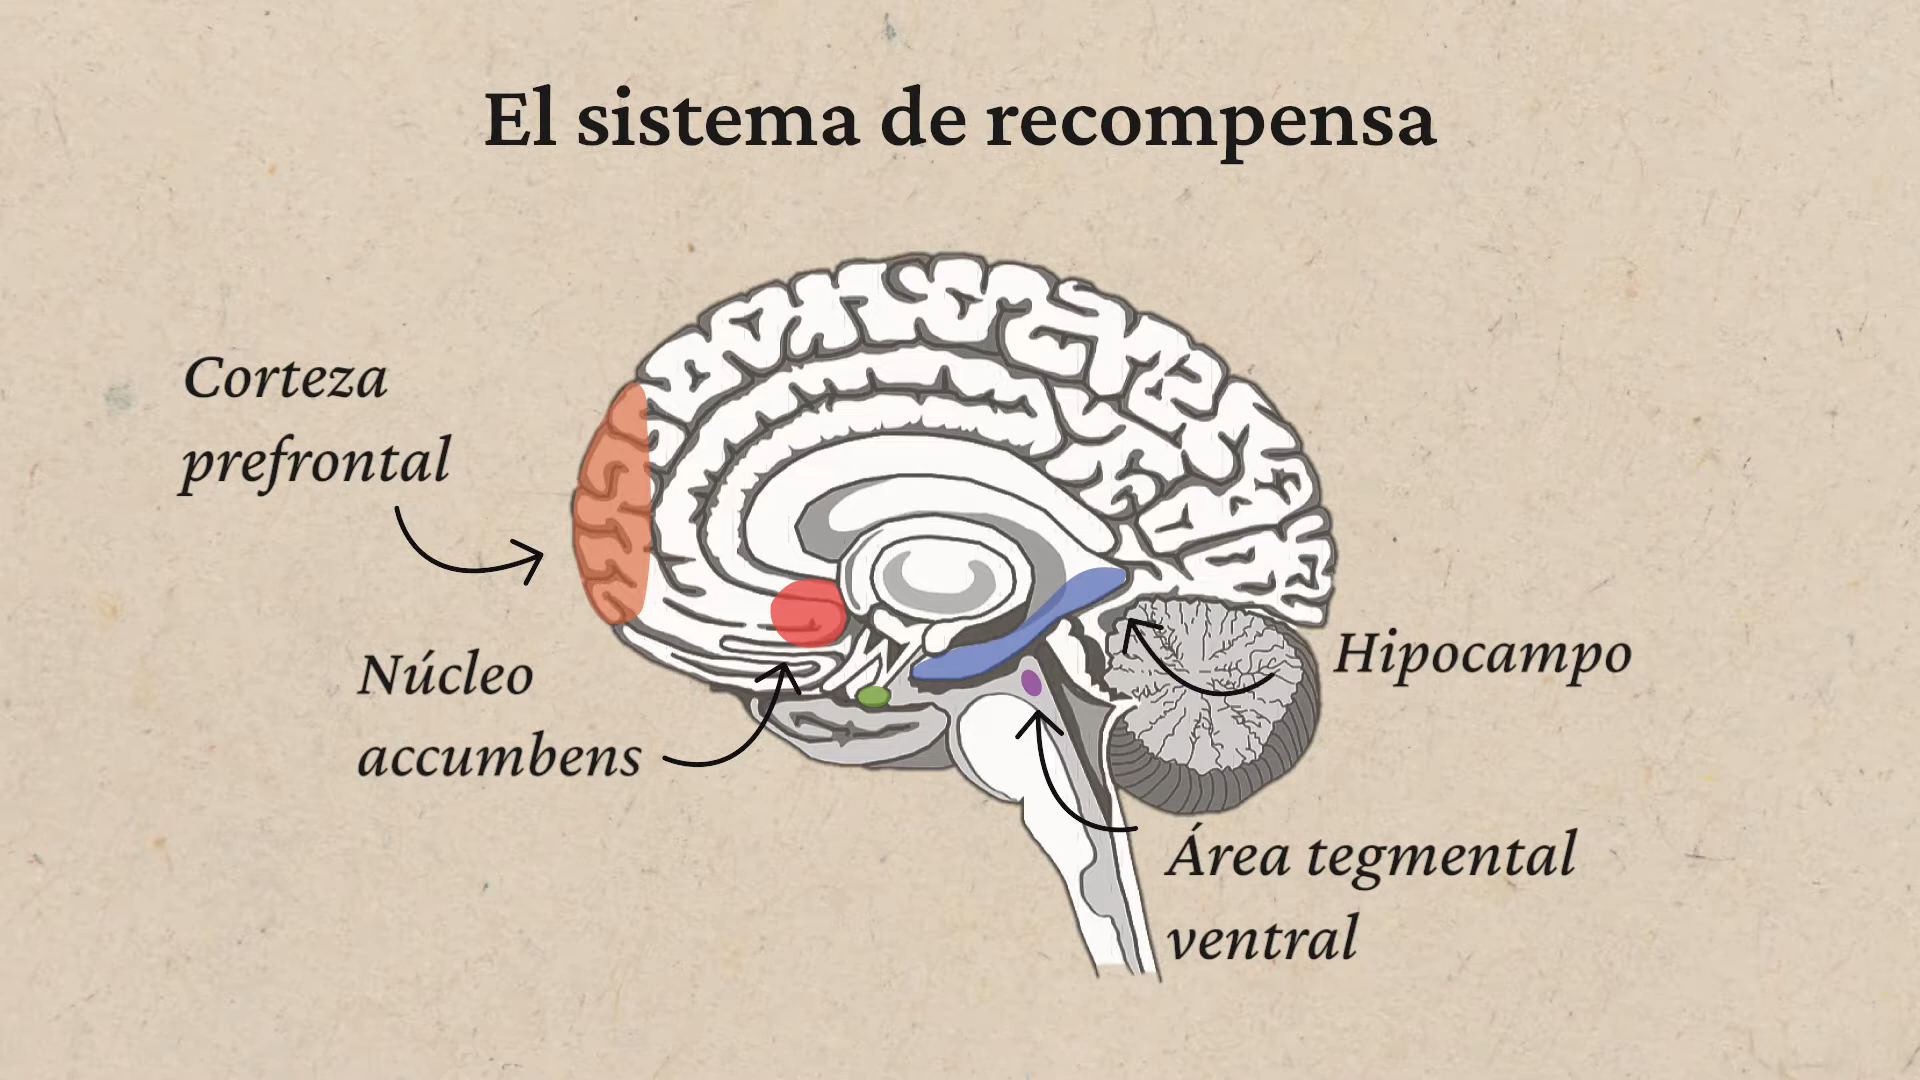 El sistema de recompensa
Corteza
prefrontal
Núcleo
accumbens
Hipocampo
Área tegmental
ventral